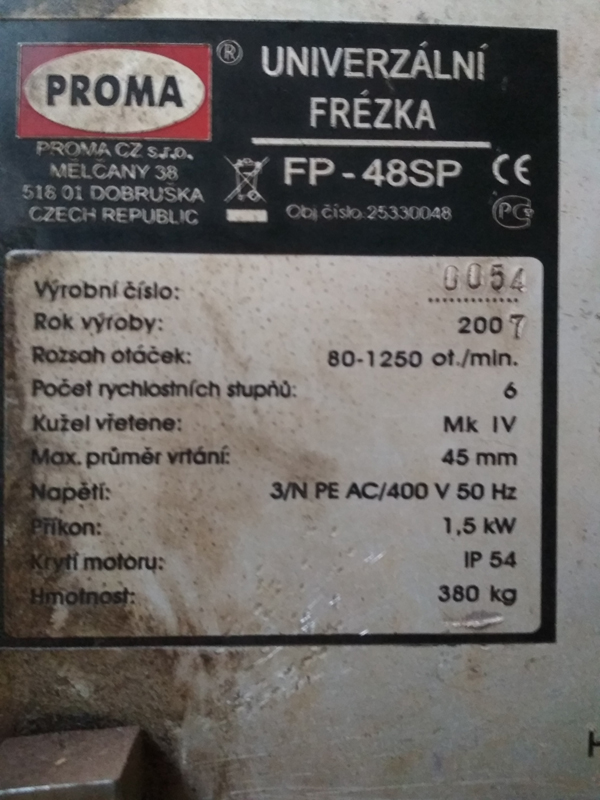 PROMA ®
PROMA CZ s.r.o.
MĚLČANY 38
518 01 DOBRUŠKA
CZECH REPUBLIC
UNIVERZÁLNÍ
FRÉZKA
FP-48SP CE
Obj.číslo.25330048 PC
Výrobní číslo: 0054
Rok výroby: 2007
Rozsah otáček: 80-1250 ot./min.
Počet rychlostních stupňů: 6
Kužel vřetene: Mk IV
Max. průměr vrtání: 45 mm
Napětí: 3/N PE AC/400 V 50 Hz
Příkon: 1,5 kW
Krytí motoru: IP 54
Hmotnost: 380 kg
H